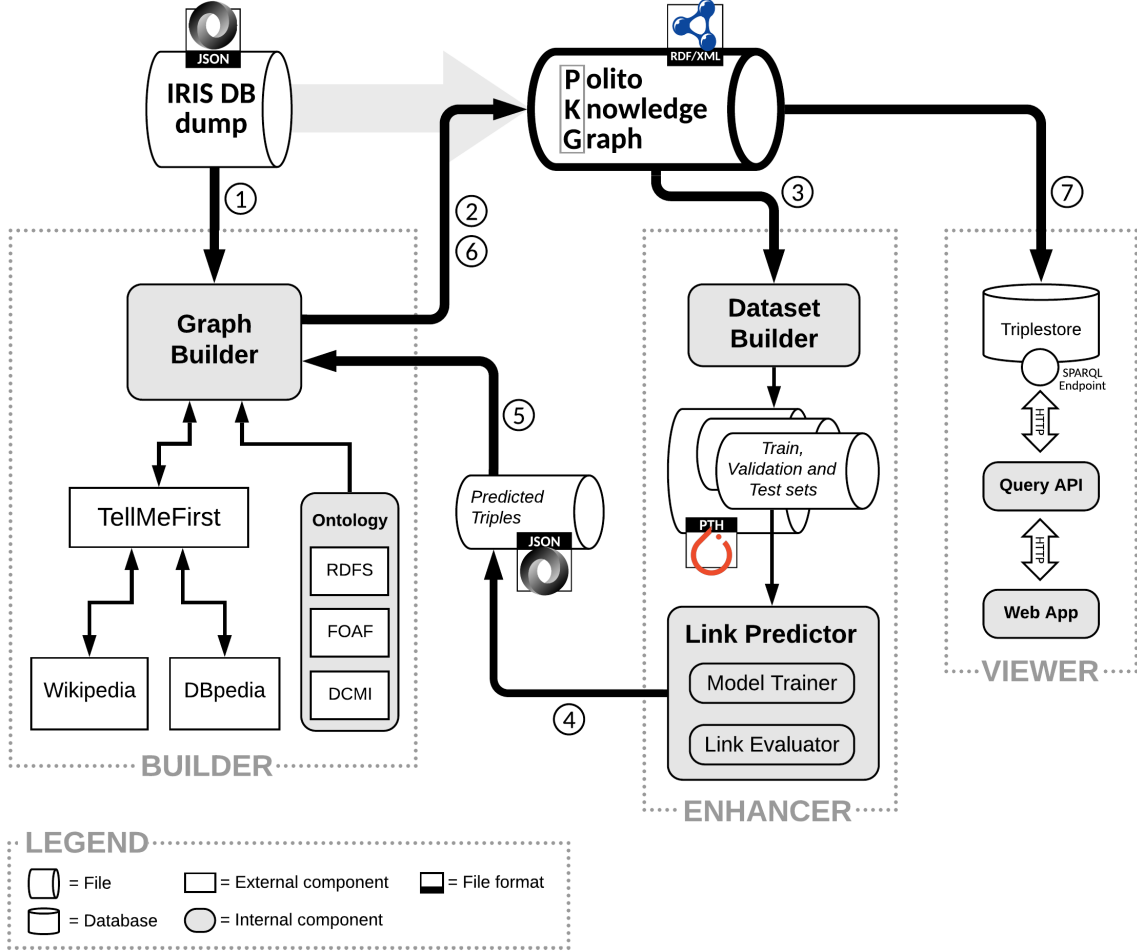 JSON
IRIS DB
dump
RDF/XML
Polito
Knowledge
Graph
1
2
6
3
7
Graph
Builder
Dataset
Builder
Triplestore
SPARQL
Endpoint
HTTP
5
Train,
Validation and
Test sets
PTH
Query API
HTTP
Web App
TellMeFirst
Ontology
RDFS
FOAF
DCMI
Predicted
Triples
JSON
Wikipedia
DBpedia
Link Predictor
Model Trainer
Link Evaluator
4
BUILDER
ENHANCER
VIEWER
LEGEND
= File
= External component
= File format
= Database
= Internal component